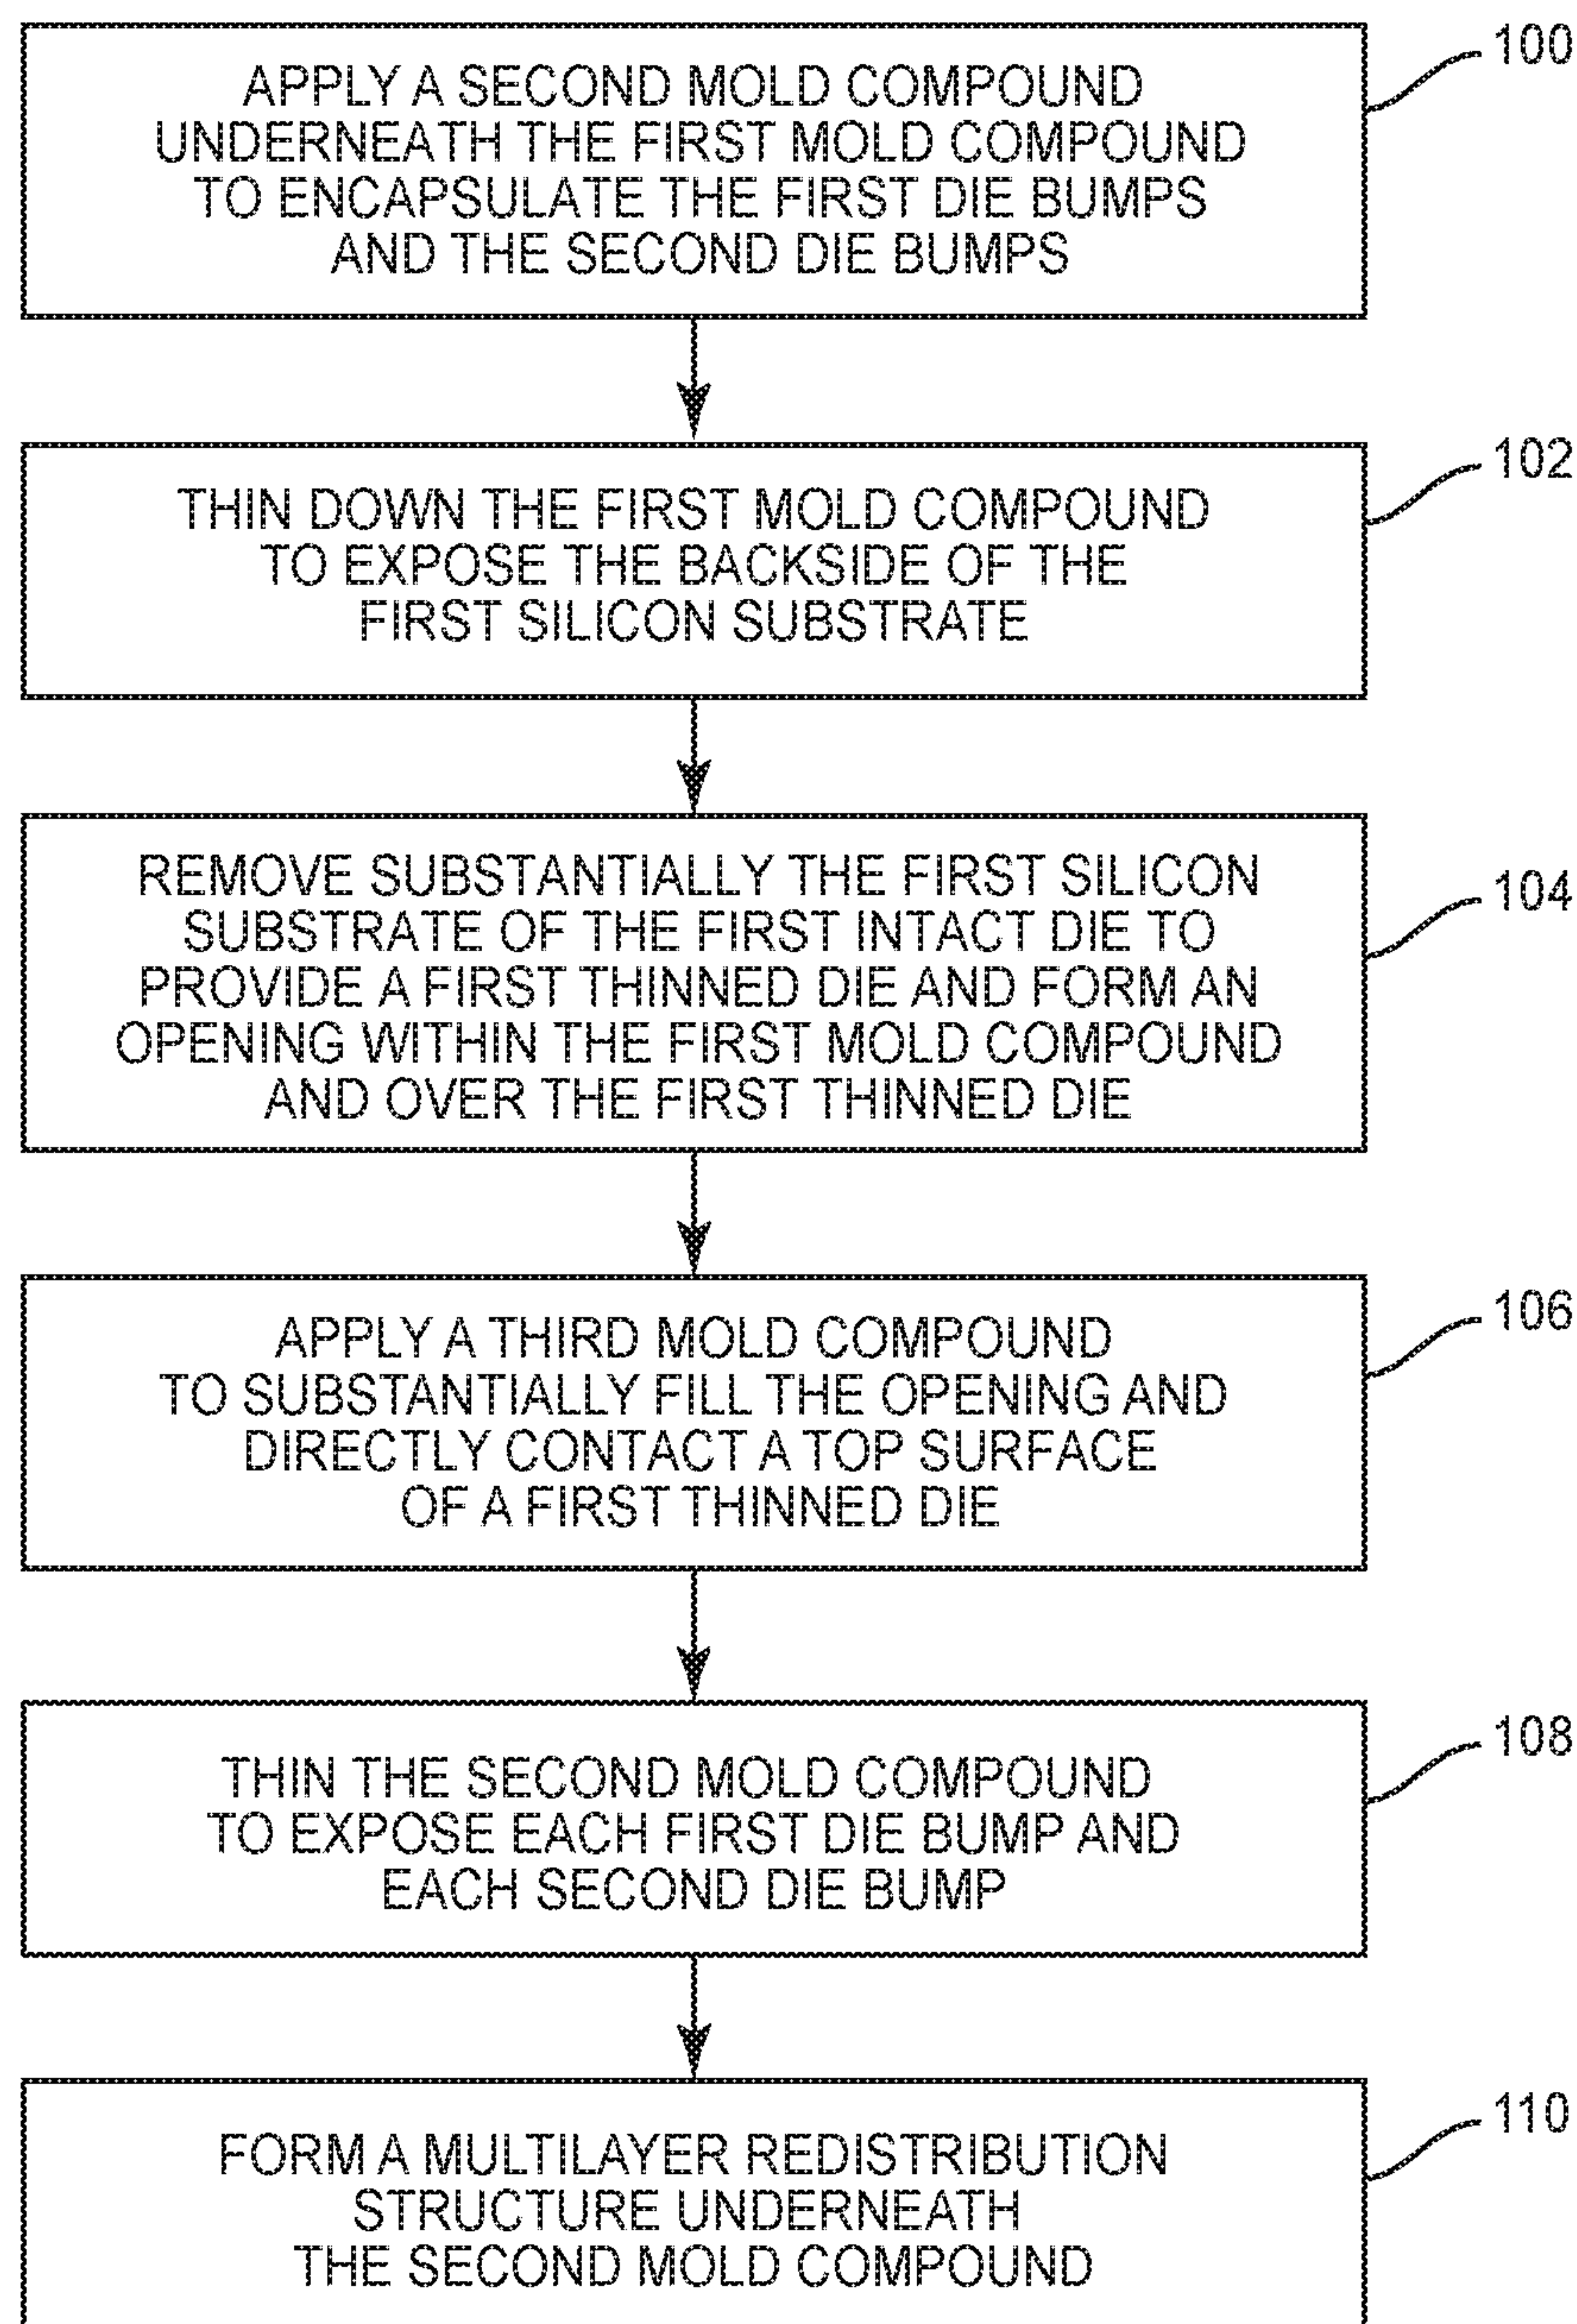 100
APPLY A SECOND MOLD COMPOUND
UNDERNEATH THE FIRST MOLD COMPOUND
TO ENCAPSULATE THE FIRST DIE BUMPS
AND THE SECOND DIE BUMPS
102
THIN DOWN THE FIRST MOLD COMPOUND
TO EXPOSE THE BACKSIDE OF THE
FIRST SILICON SUBSTRATE
104
REMOVE SUBSTANTIALLY THE FIRST SILICON
SUBSTRATE OF THE FIRST INTACT DIE TO
PROVIDE A FIRST THINNED DIE AND FORM AN
OPENING WITHIN THE FIRST MOLD COMPOUND
AND OVER THE FIRST THINNED DIE
106
APPLY A THIRD MOLD COMPOUND
TO SUBSTANTIALLY FILL THE OPENING AND
DIRECTLY CONTACT A TOP SURFACE
OF A FIRST THINNED DIE
108
THIN THE SECOND MOLD COMPOUND
TO EXPOSE EACH FIRST DIE BUMP AND
EACH SECOND DIE BUMP
110
FORM A MULTILAYER REDISTRIBUTION
STRUCTURE UNDERNEATH
THE SECOND MOLD COMPOUND